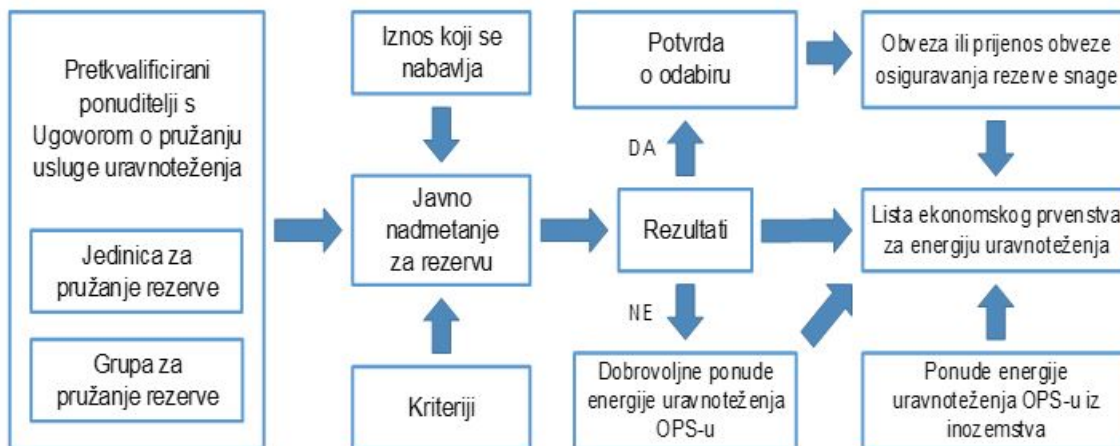 Pretkvalificirani
ponuditelji s
Ugovorom o pružanju
usluge uravnoteženja
Jedinica za
pružanje rezerve
Grupa za
pružanje rezerve
Iznos koji se
nabavlja
Javno
nadmetanje
za rezervu
Kriteriji
Potvrda
o odabiru
DA
Rezultati
NE
Dobrovoljne ponude
energije uravnoteženja
OPS-u
Obveza ili prijenos obveze
osiguravanja rezerve snage
Lista ekonomskog prvenstva
za energiju uravnoteženja
Ponude energije
uravnoteženja OPS-u iz
inozemstva